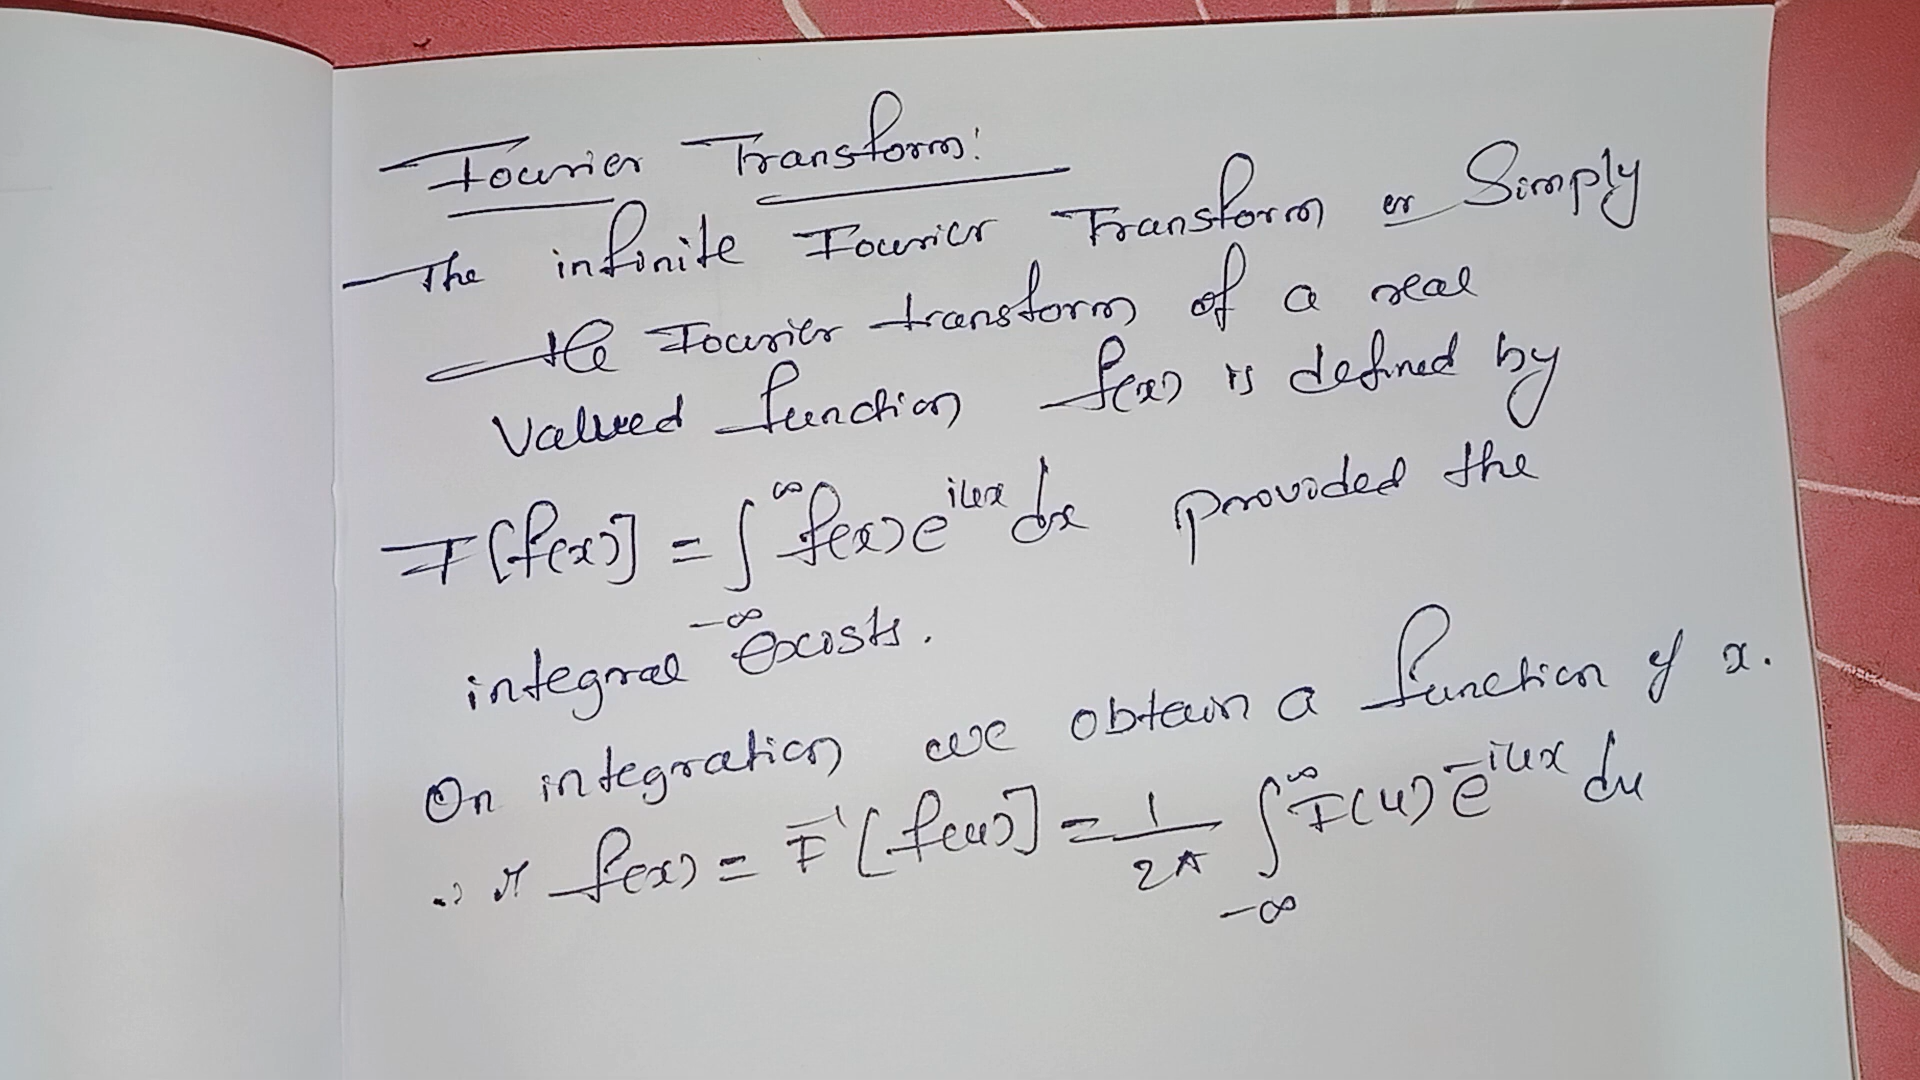 Fourier Transform:
The infinite Fourier Transform or Simply
the Fourier transform of a real
Valued function f(x) is defined by
F[f(x)] = ∫_{-∞}^{∞} f(x) e^{iux} dx provided the
integral exists.
On integration we obtain a function of x.
f(x) = F^{-1}[f(u)] = 1/2π ∫_{-∞}^{∞} F(u) e^{-iux} du